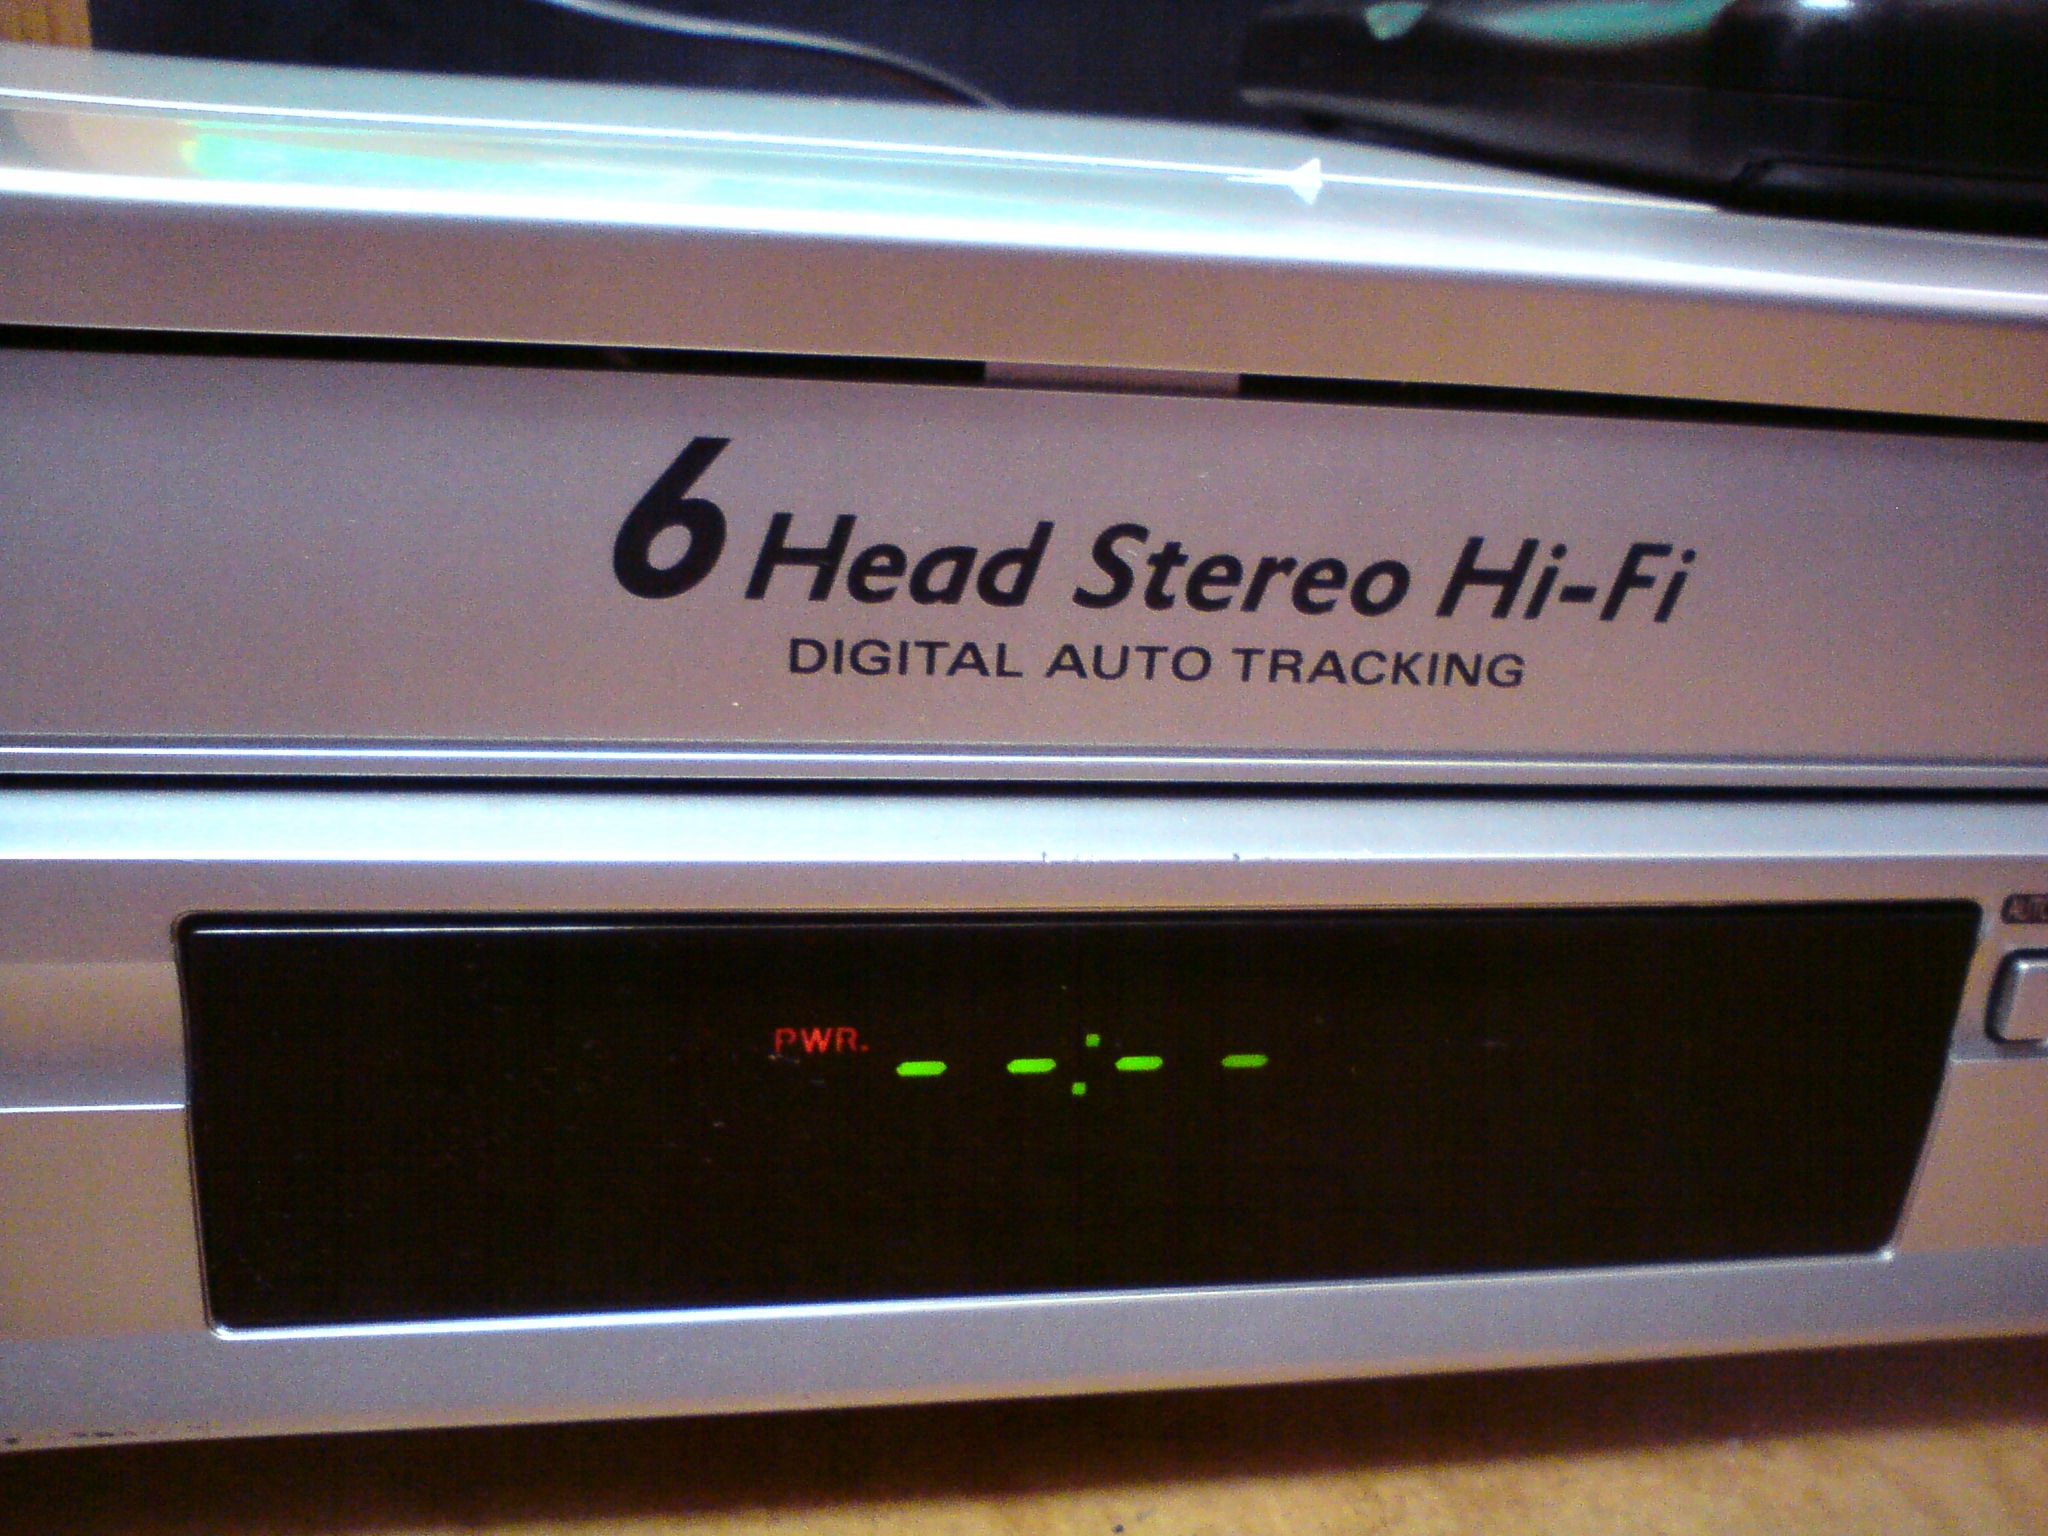 6 Head Stereo Hi-Fi
DIGITAL AUTO TRACKING
PWR. - - : - -